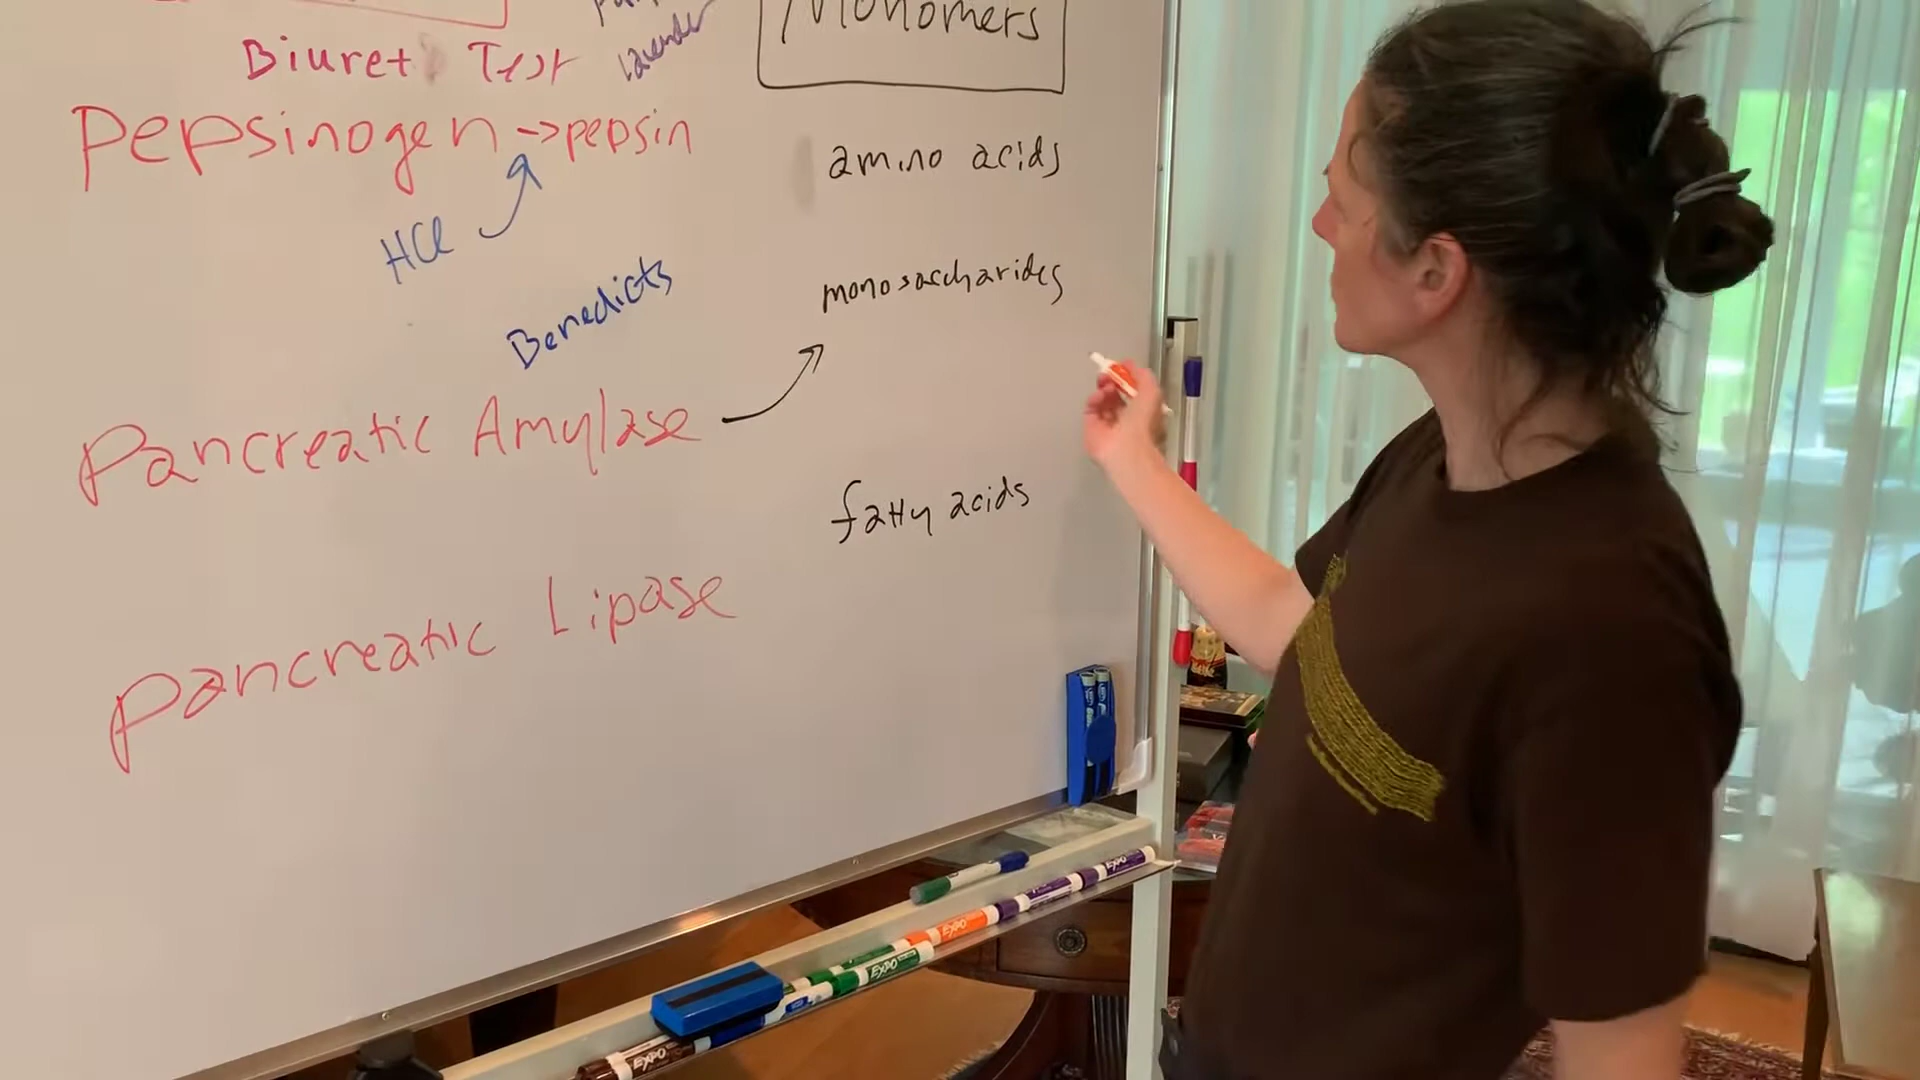 Monomers
lavender
Biuret Test
Pepsinogen -> pepsin
amino acids
HCl
monosaccharides
Benedicts
Pancreatic Amylase
fatty acids
Pancreatic Lipase
EXPO
EXPO
EXPO
EXPO